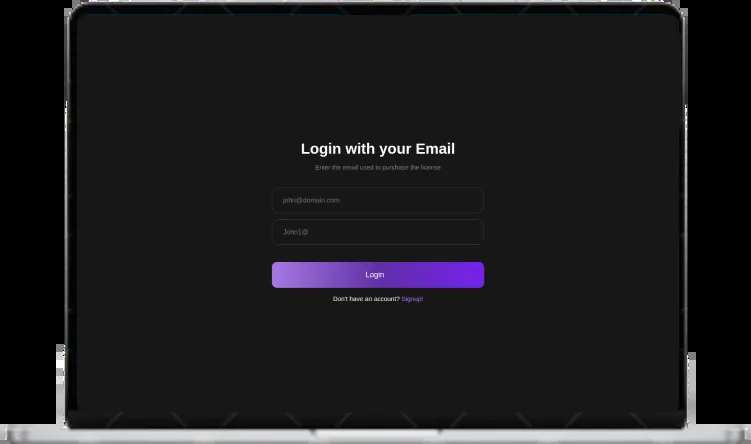 Login with your Email
Enter the email used to purchase the license
john@domain.com
John1@
Login
Don't have an account? Signup!